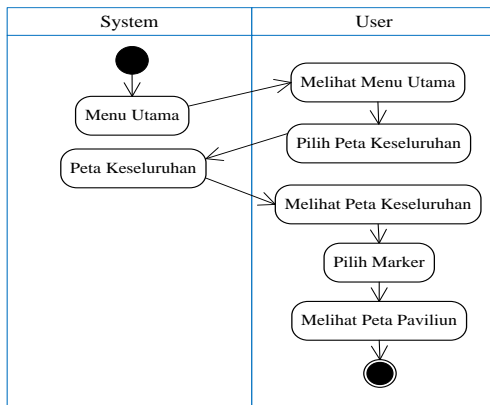 System
User
Melihat Menu Utama
Menu Utama
Pilih Peta Keseluruhan
Peta Keseluruhan
Melihat Peta Keseluruhan
Pilih Marker
Melihat Peta Paviliun